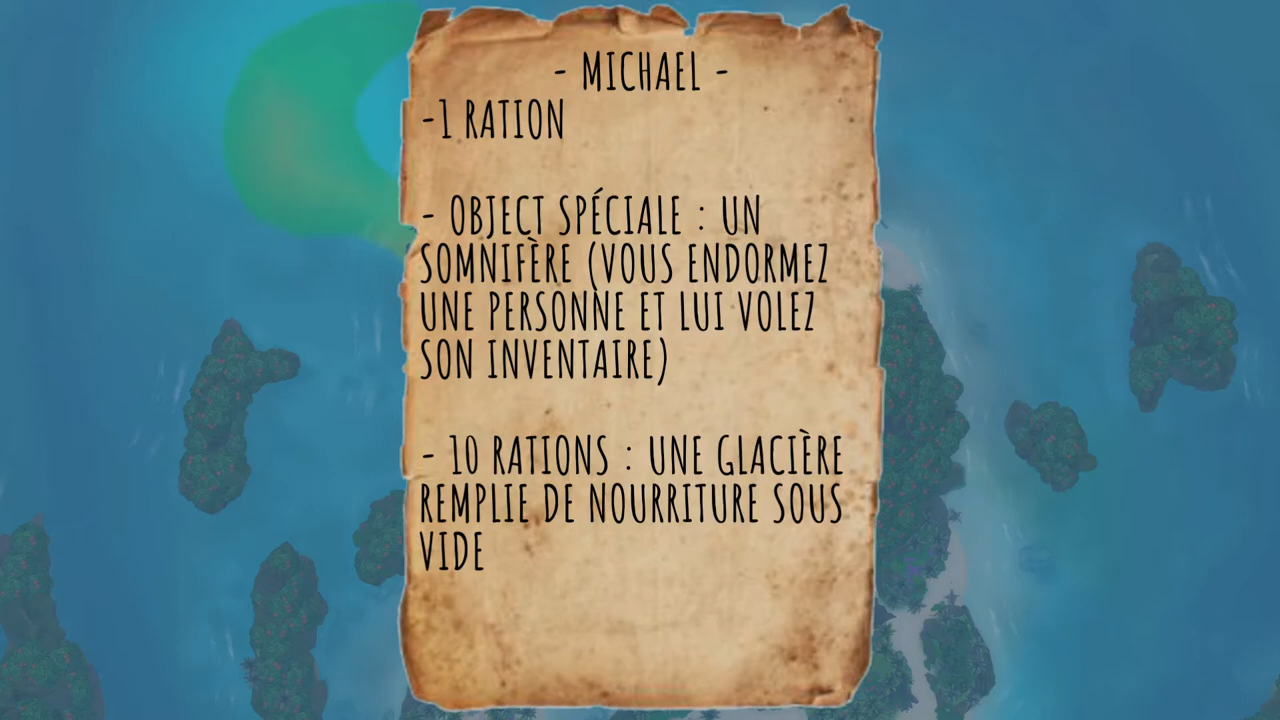 - MICHAEL -
-1 RATION
- OBJECT SPÉCIALE : UN
SOMNIFÈRE (VOUS ENDORMEZ
UNE PERSONNE ET LUI VOLEZ
SON INVENTAIRE)
- 10 RATIONS : UNE GLACIÈRE
REMPLIE DE NOURRITURE SOUS
VIDE